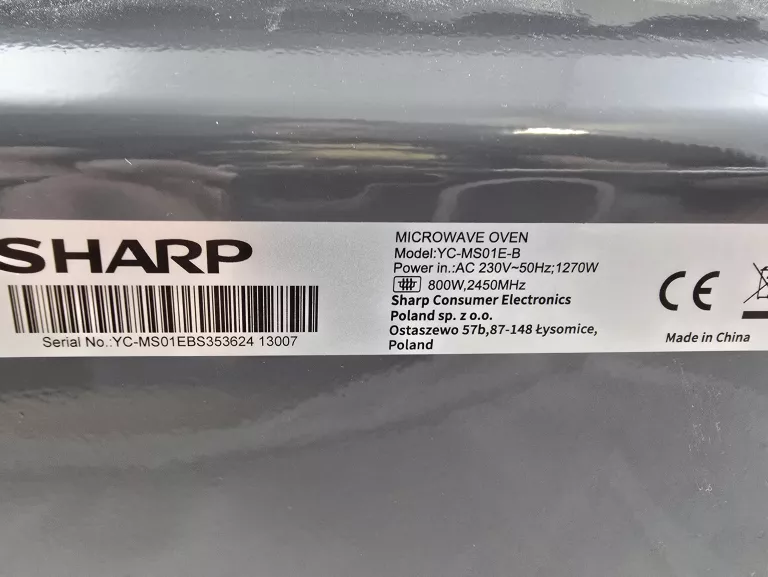 SHARP
Serial No.:YC-MS01EBS353624 13007
MICROWAVE OVEN
Model:YC-MS01E-B
Power in.:AC 230V~50Hz;1270W
800W,2450MHz
Sharp Consumer Electronics
Poland sp. z o.o.
Ostaszewo 57b,87-148 Łysomice,
Poland
CE
Made in China